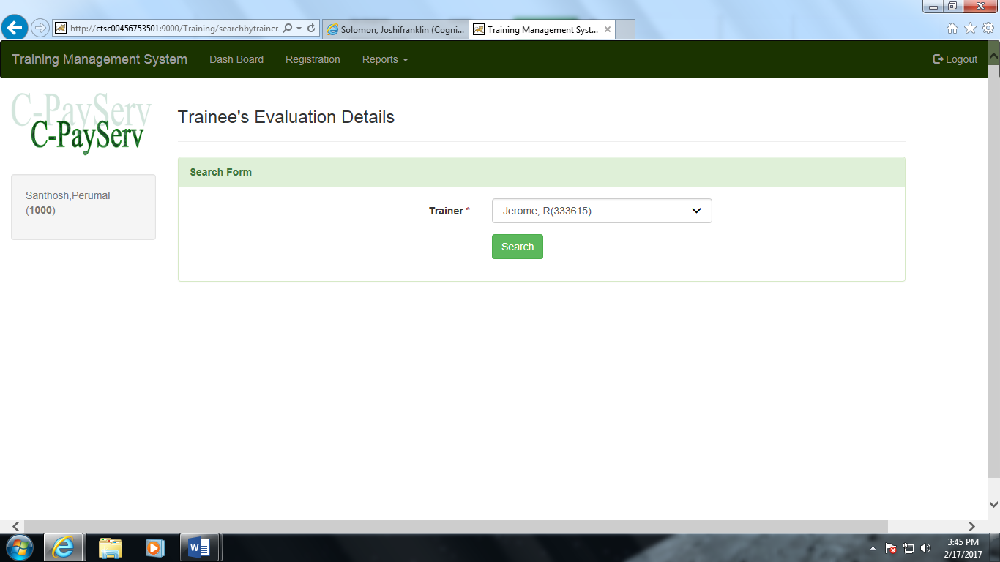 http://ctsc00456753501:9000/Training/searchbytrainer
Solomon, Joshifranklin (Cogni...
Training Management Syst...
Training Management System
Dash Board
Registration
Reports
Logout
C-PayServ
C-PayServ
Santhosh,Perumal
(1000)
Trainee's Evaluation Details
Search Form
Trainer *
Jerome, R(333615)
Search
3:45 PM
2/17/2017